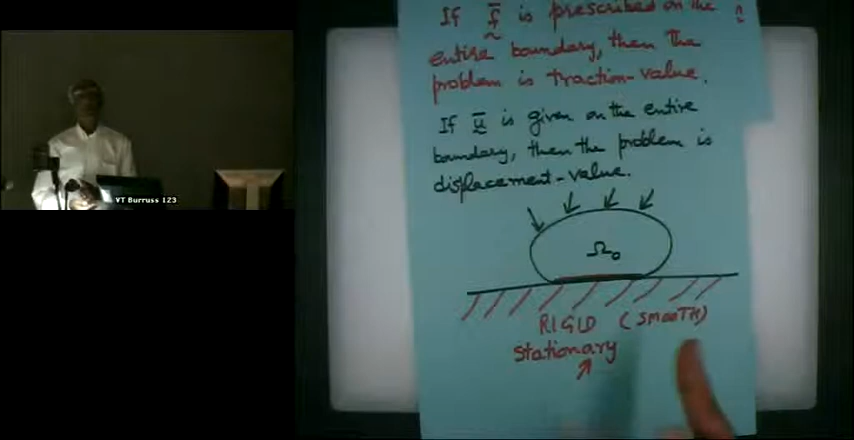 If f̄ is prescribed on the
entire boundary, then the
problem is traction-value.
If ū is given on the entire
boundary, then the problem is
displacement-value.
Ω₀
RIGID (SMOOTH)
Stationary
VT Burruss 123